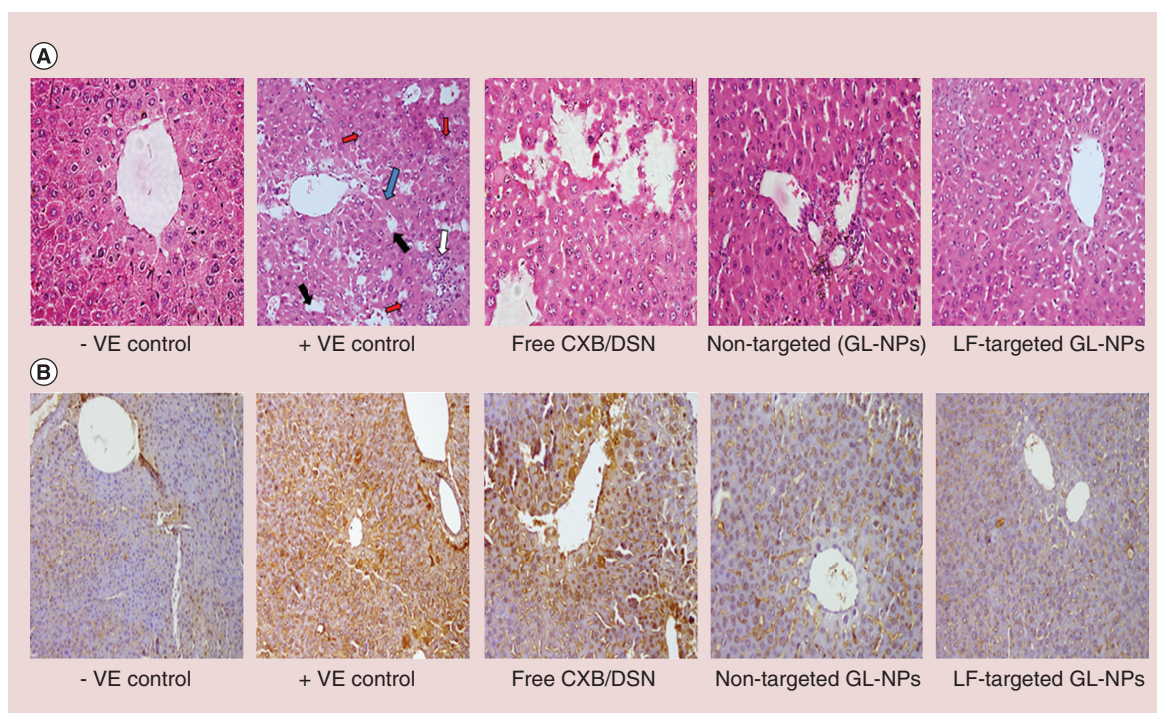 A
- VE control
+ VE control
Free CXB/DSN
Non-targeted (GL-NPs)
LF-targeted GL-NPs
B
- VE control
+ VE control
Free CXB/DSN
Non-targeted GL-NPs
LF-targeted GL-NPs